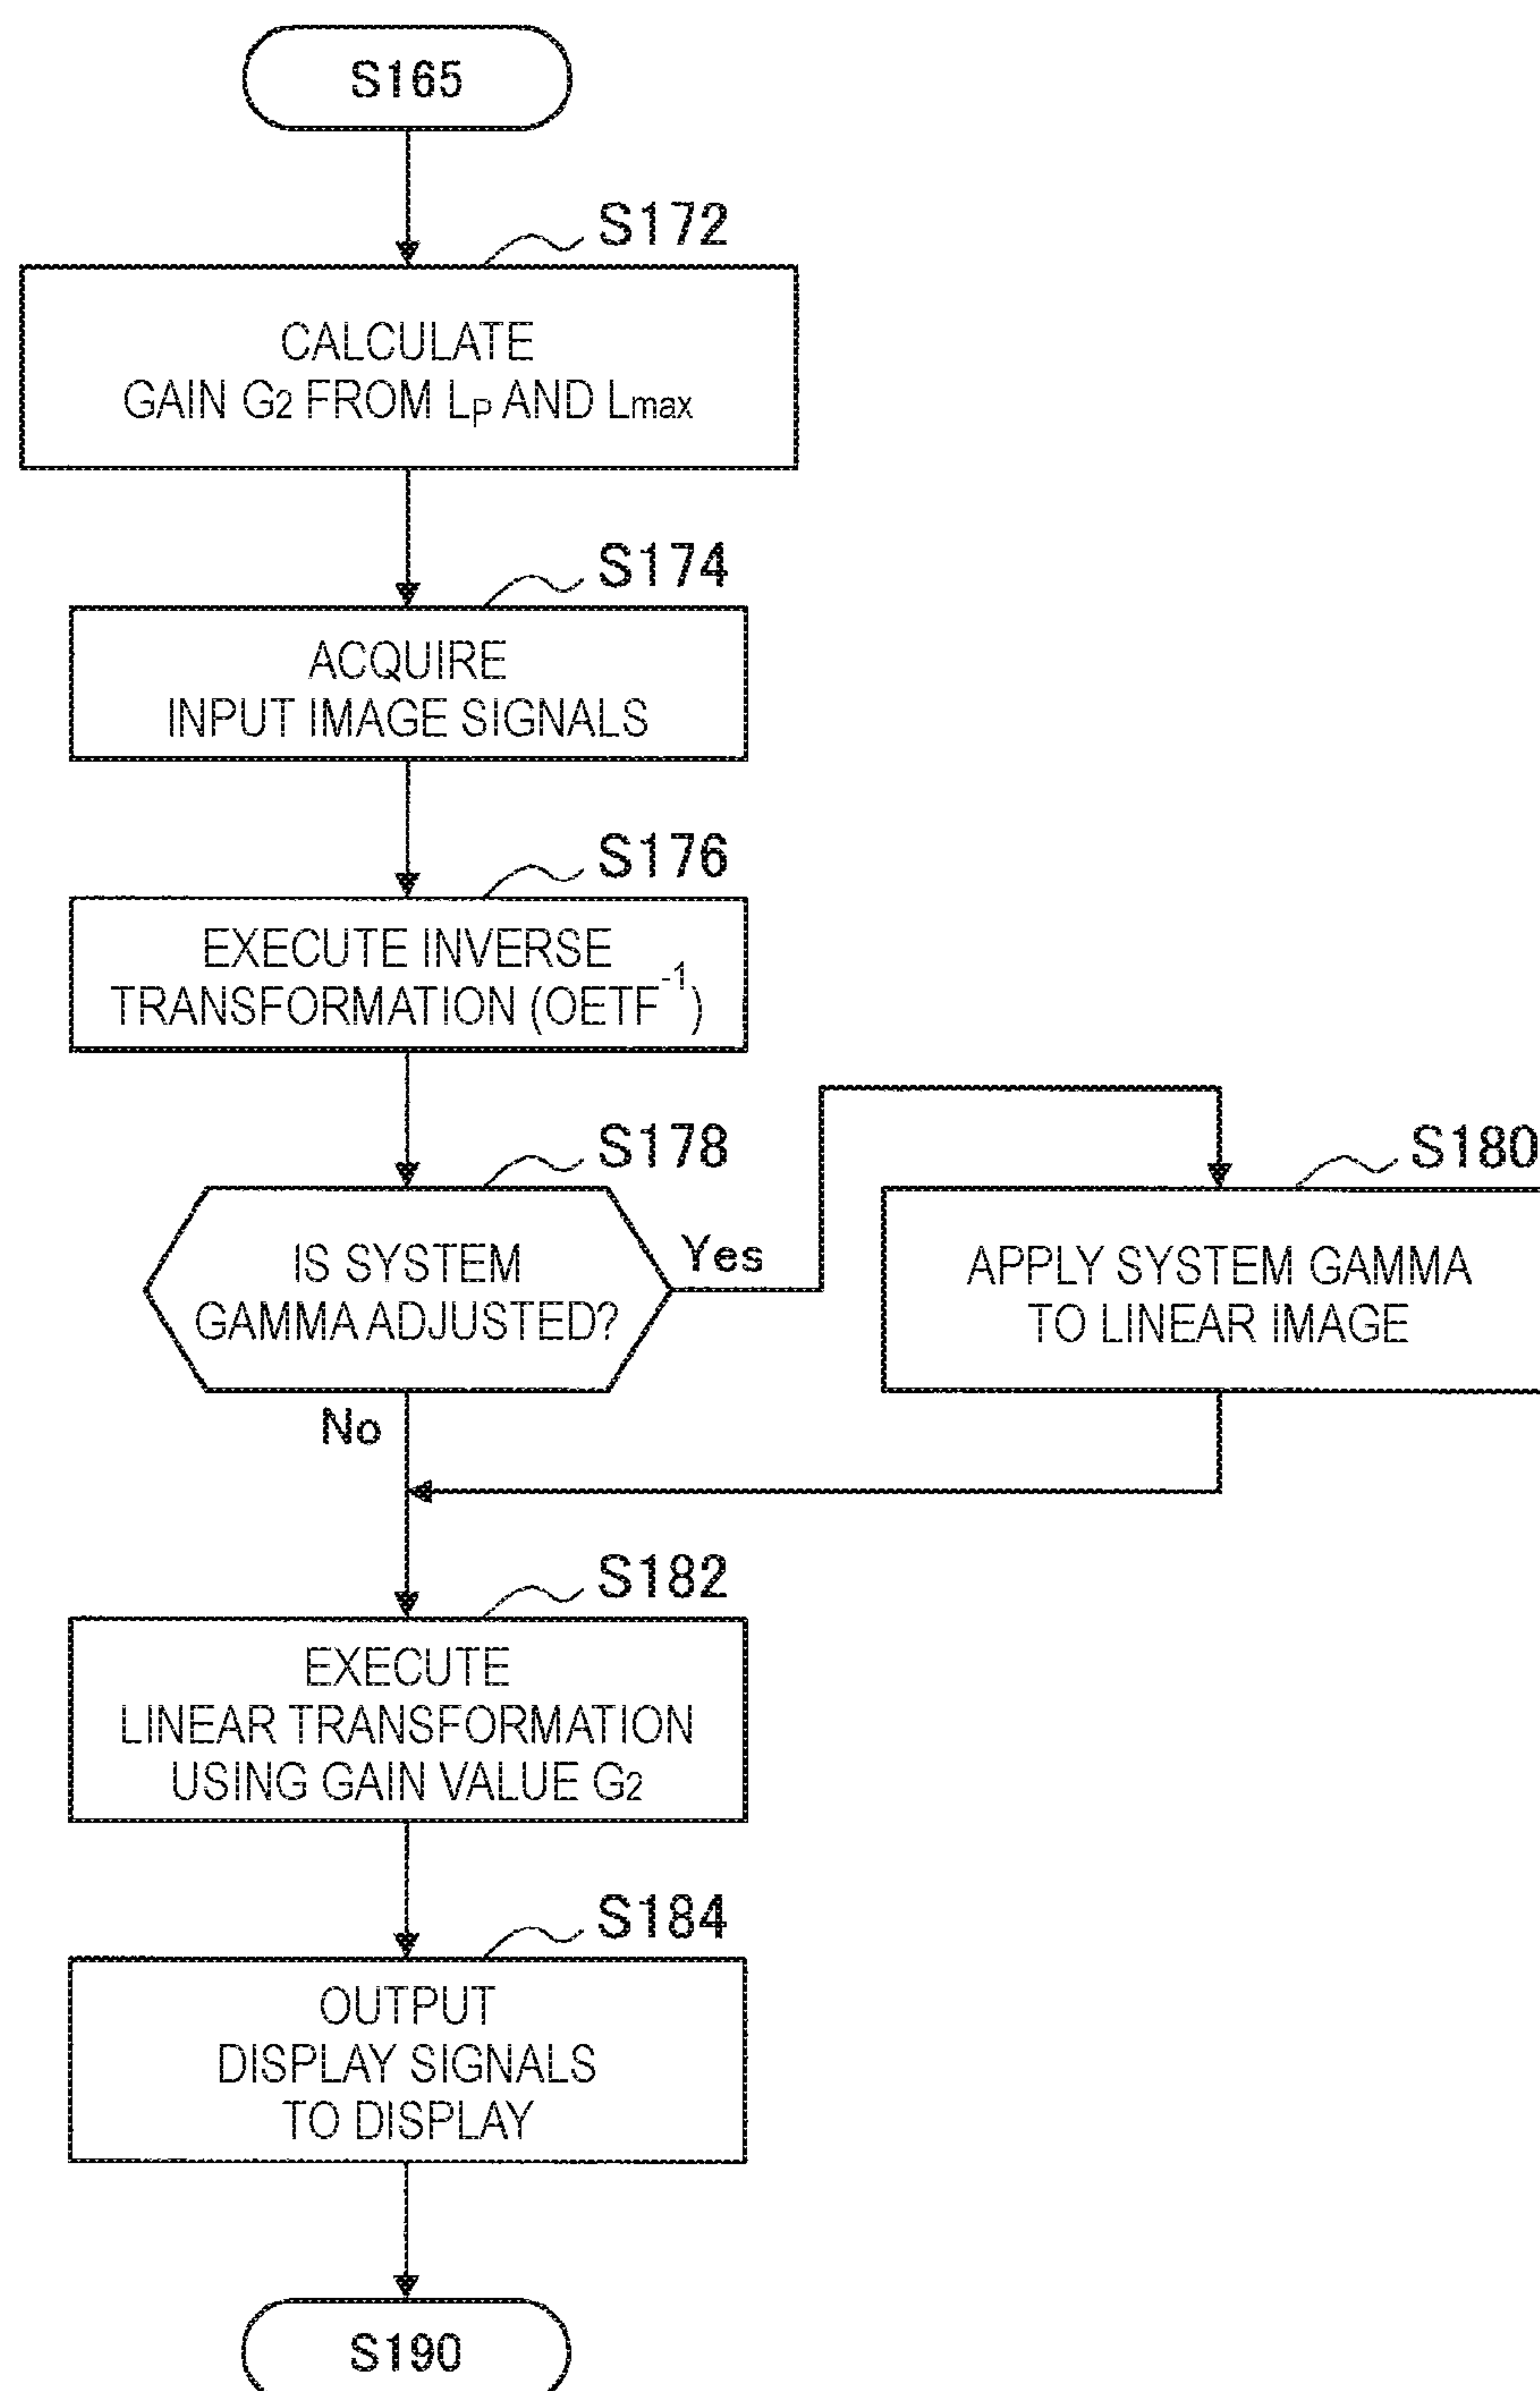 S165
S172
CALCULATE
GAIN G2 FROM LP AND Lmax
S174
ACQUIRE
INPUT IMAGE SIGNALS
S176
EXECUTE INVERSE
TRANSFORMATION (OETF-1)
S178
IS SYSTEM
GAMMA ADJUSTED?
Yes
No
S180
APPLY SYSTEM GAMMA
TO LINEAR IMAGE
S182
EXECUTE
LINEAR TRANSFORMATION
USING GAIN VALUE G2
S184
OUTPUT
DISPLAY SIGNALS
TO DISPLAY
S190